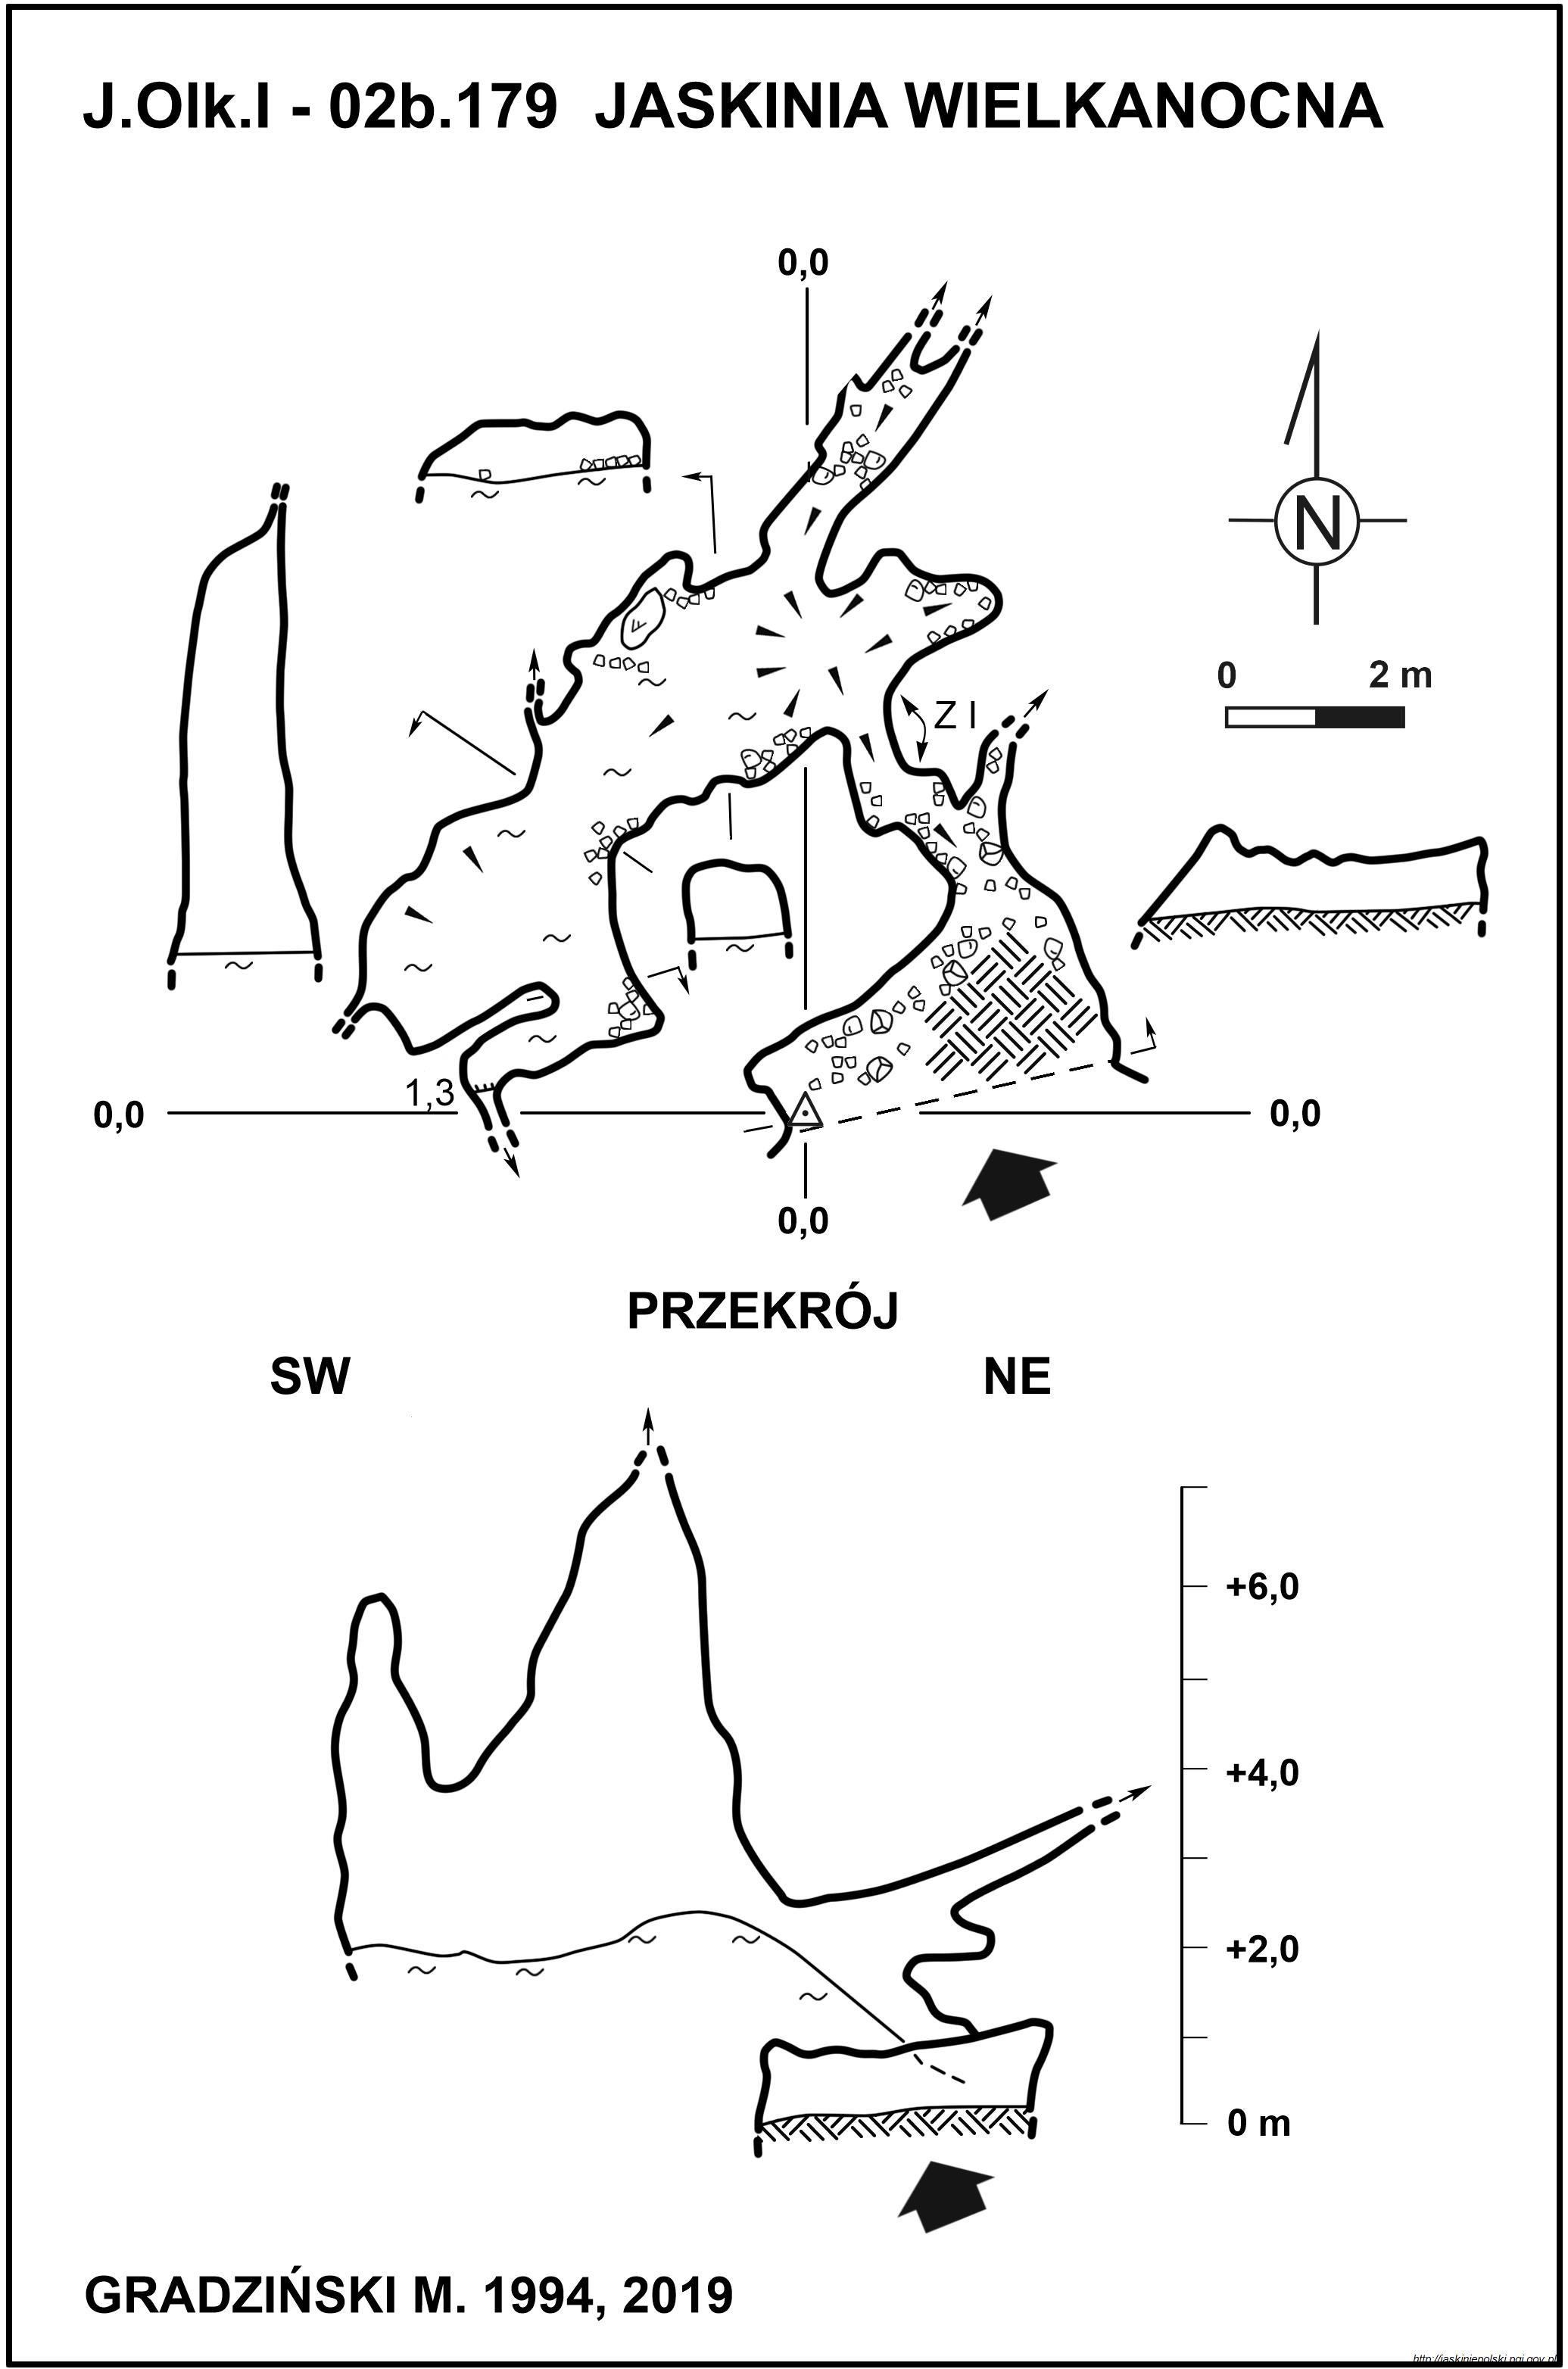 J.Olk.I - 02b.179 JASKINIA WIELKANOCNA
0,0
N
0 2 m
Z I
1,3
0,0 0,0
0,0
PRZEKRÓJ
SW NE
+6,0
+4,0
+2,0
0 m
GRADZIŃSKI M. 1994, 2019
http://jaskiniepolski.pgi.gov.pl